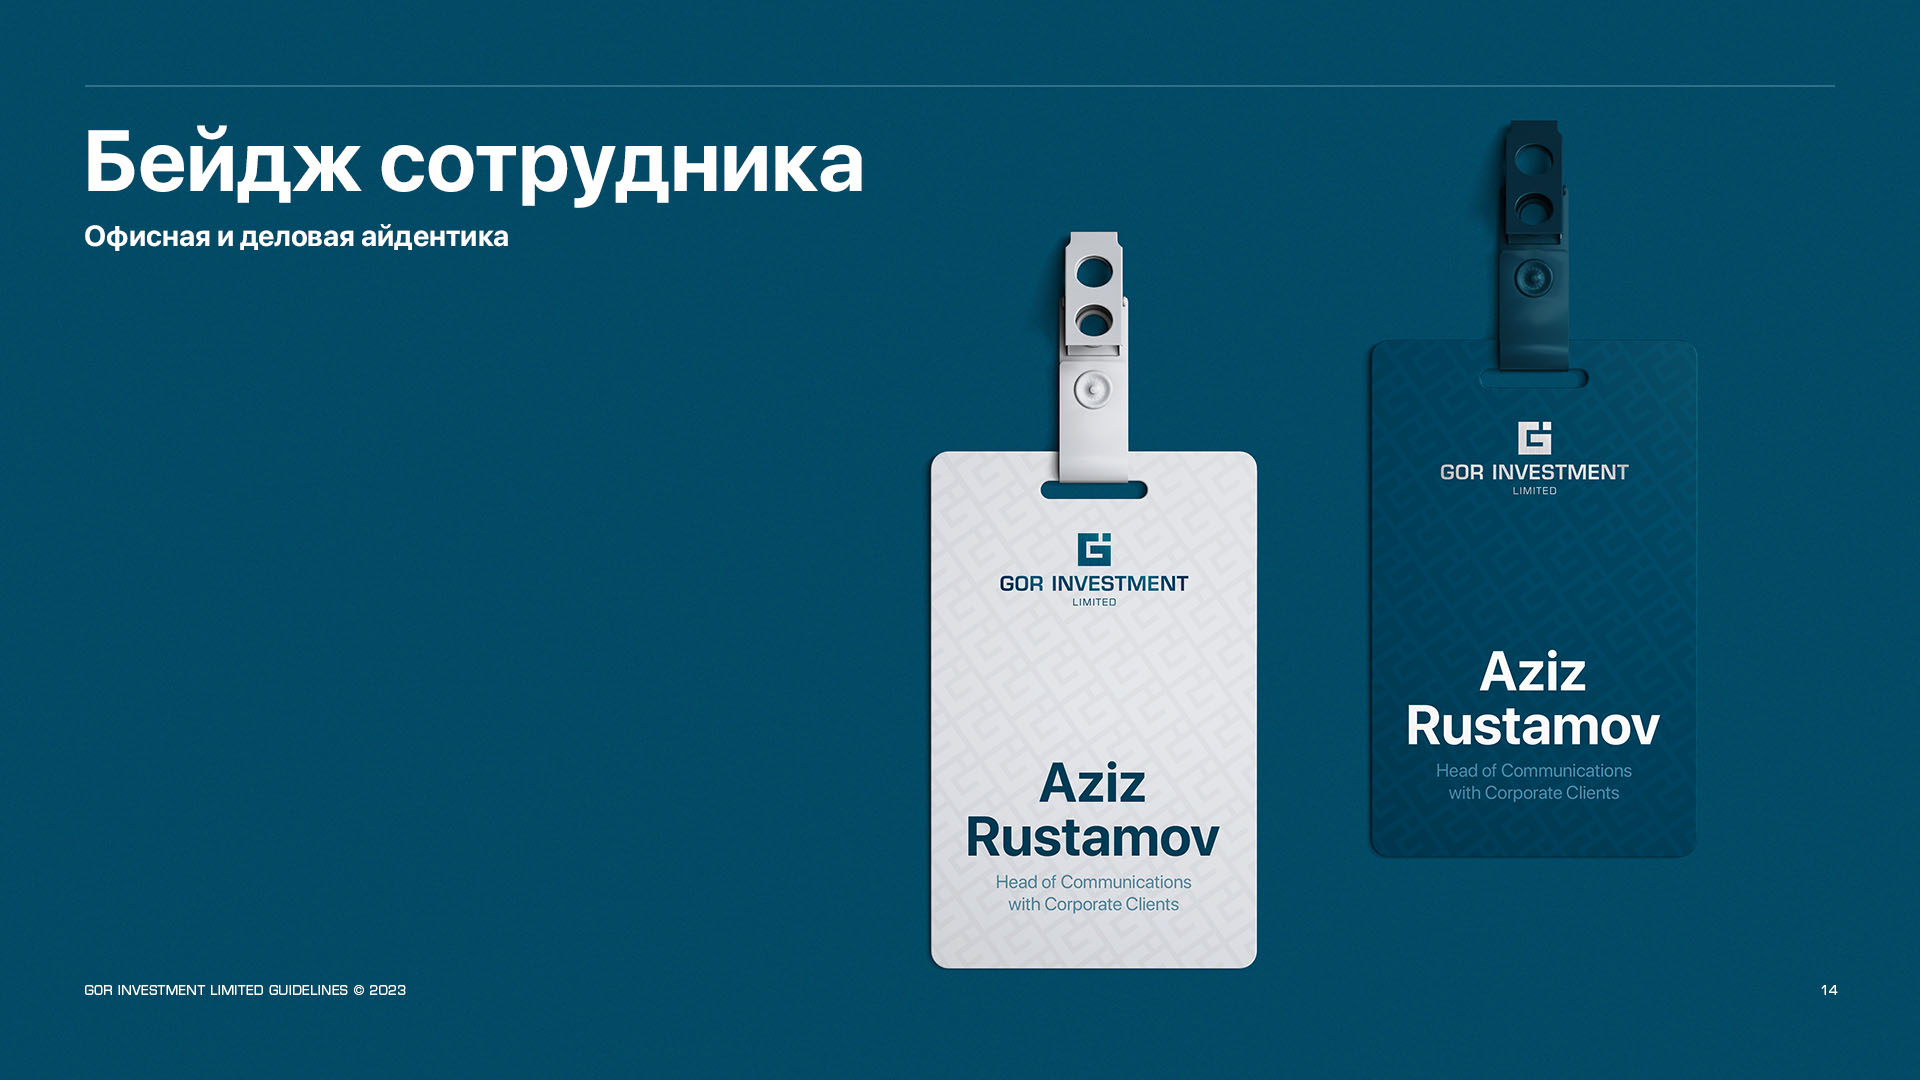 Бейдж сотрудника
Офисная и деловая айдентика
GOR INVESTMENT
LIMITED
Aziz
Rustamov
Head of Communications
with Corporate Clients
GOR INVESTMENT
LIMITED
Aziz
Rustamov
Head of Communications
with Corporate Clients
GOR INVESTMENT LIMITED GUIDELINES © 2023
14